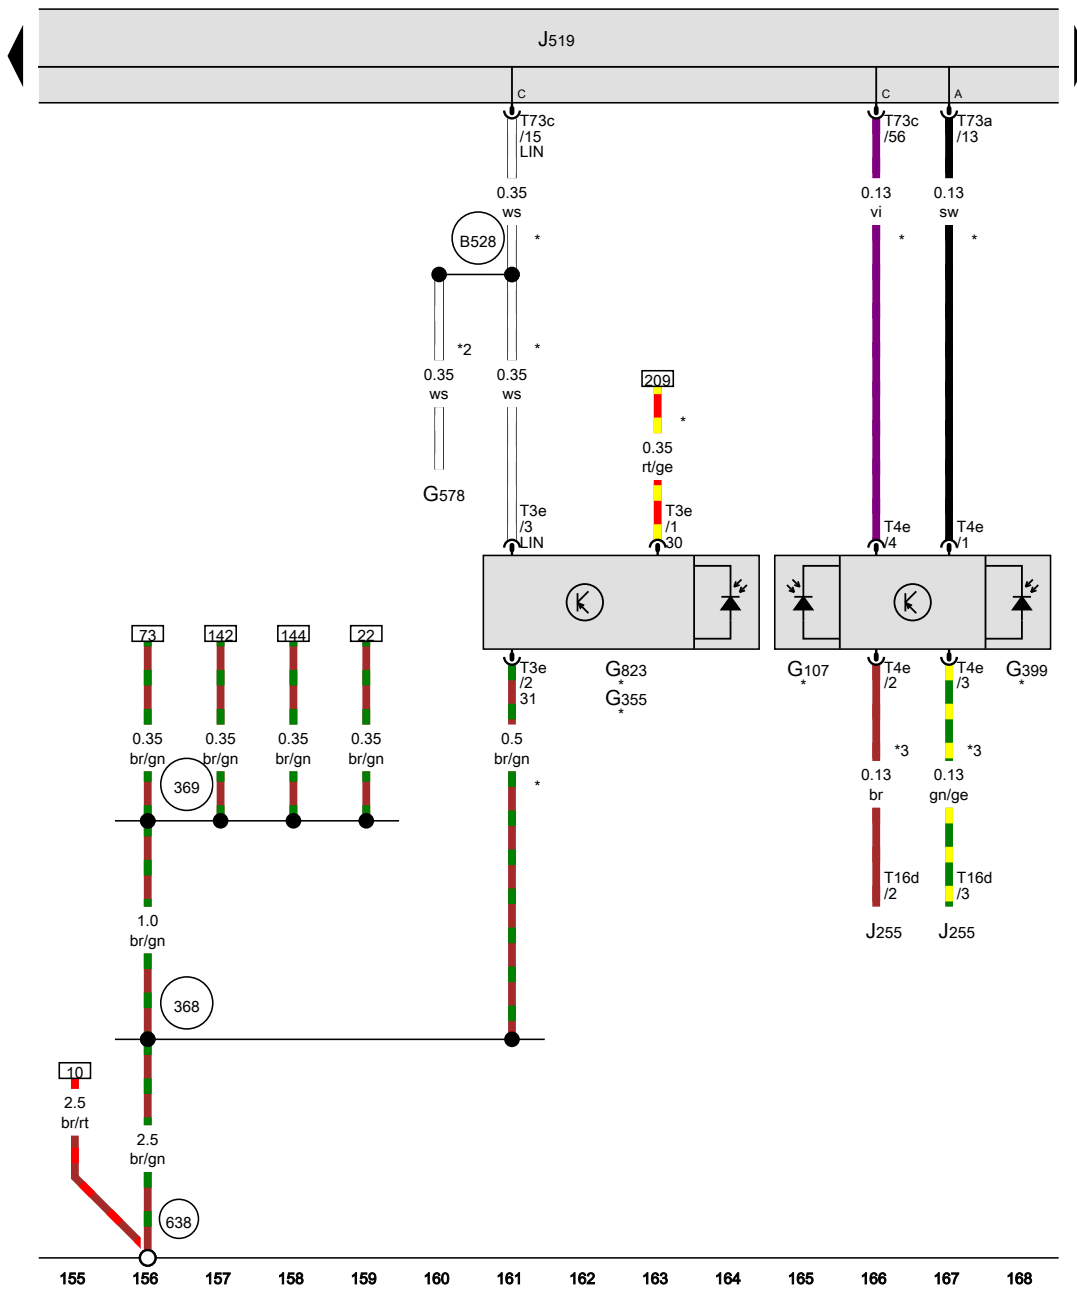 J519
C
C
A
T73c
/15
LIN
T73c
/56
T73a
/13
0.35
ws
0.13
vi
0.13
sw
B528
*
*
*
*2
*
0.35
ws
0.35
ws
209
*
0.35
rt/ge
G578
T3e
/3
LIN
T3e
/1
30
T4e
/4
T4e
/1
73
142
144
22
T3e
/2
31
G823
*
G355
*
G107
*
T4e
/2
T4e
/3
G399
*
0.35
br/gn
0.35
br/gn
0.35
br/gn
0.35
br/gn
0.5
br/gn
*3
*3
369
*
0.13
br
0.13
gn/ge
T16d
/2
T16d
/3
1.0
br/gn
J255
J255
368
10
2.5
br/rt
2.5
br/gn
638
155 156 157 158 159 160 161 162 163 164 165 166 167 168